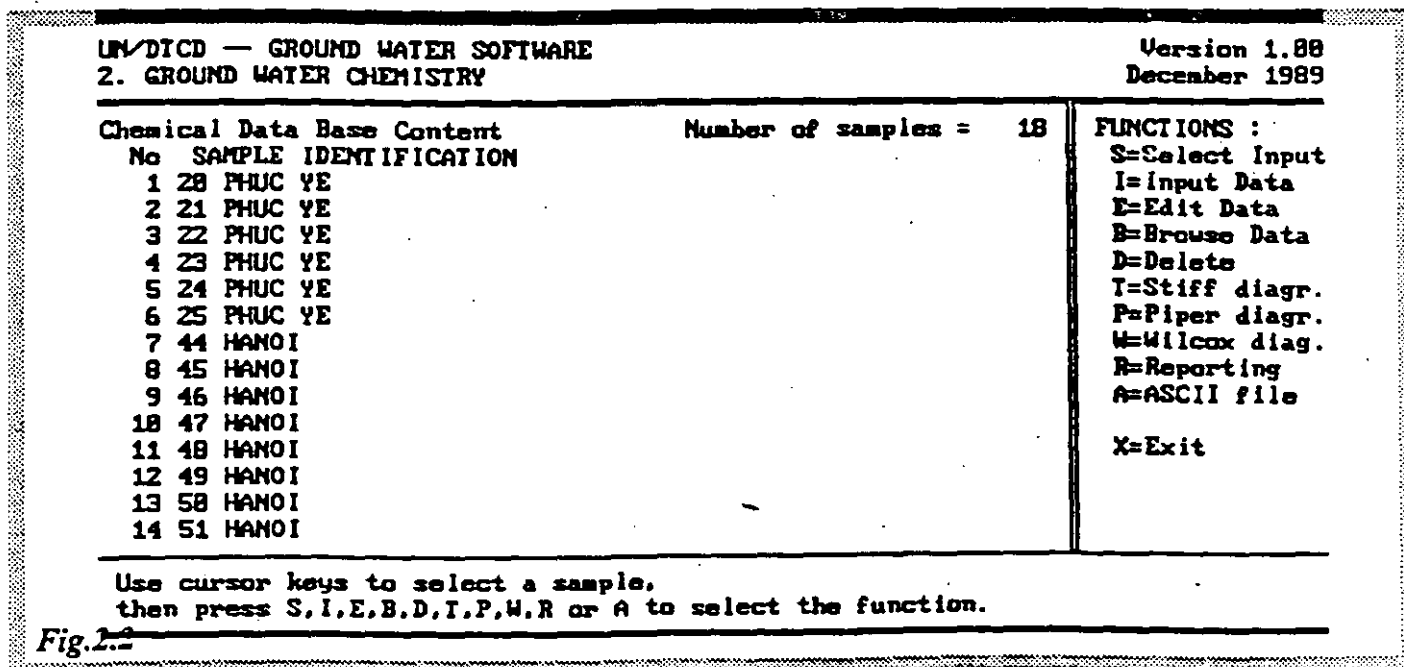 UN/DTCD — GROUND WATER SOFTWARE Version 1.00
2. GROUND WATER CHEMISTRY December 1989
Chemical Data Base Content Number of samples = 18
No SAMPLE IDENTIFICATION
1 20 PHUC YE
2 21 PHUC YE
3 22 PHUC YE
4 23 PHUC YE
5 24 PHUC YE
6 25 PHUC YE
7 44 HANOI
8 45 HANOI
9 46 HANOI
10 47 HANOI
11 48 HANOI
12 49 HANOI
13 50 HANOI
14 51 HANOI
FUNCTIONS :
S=Select Input
I=Input Data
E=Edit Data
B=Browse Data
D=Delete
T=Stiff diagr.
P=Piper diagr.
W=Wilcox diag.
R=Reporting
A=ASCII file
X=Exit
Use cursor keys to select a sample,
then press S,I,E,B,D,T,P,W,R or A to select the function.
Fig.2.2